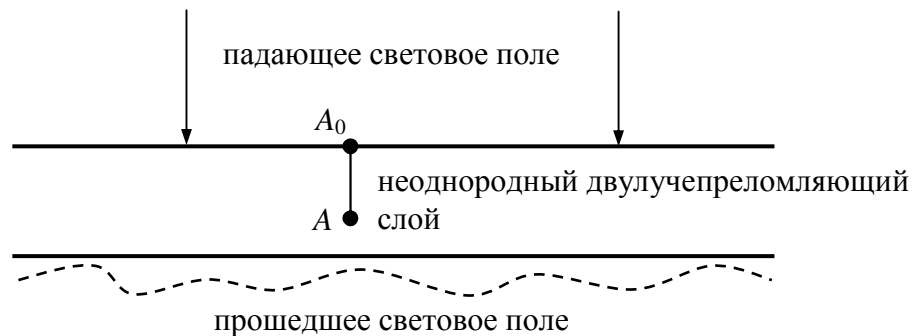 падающее световое поле
A0
неоднородный двулучепреломляющий
A
слой
прошедшее световое поле